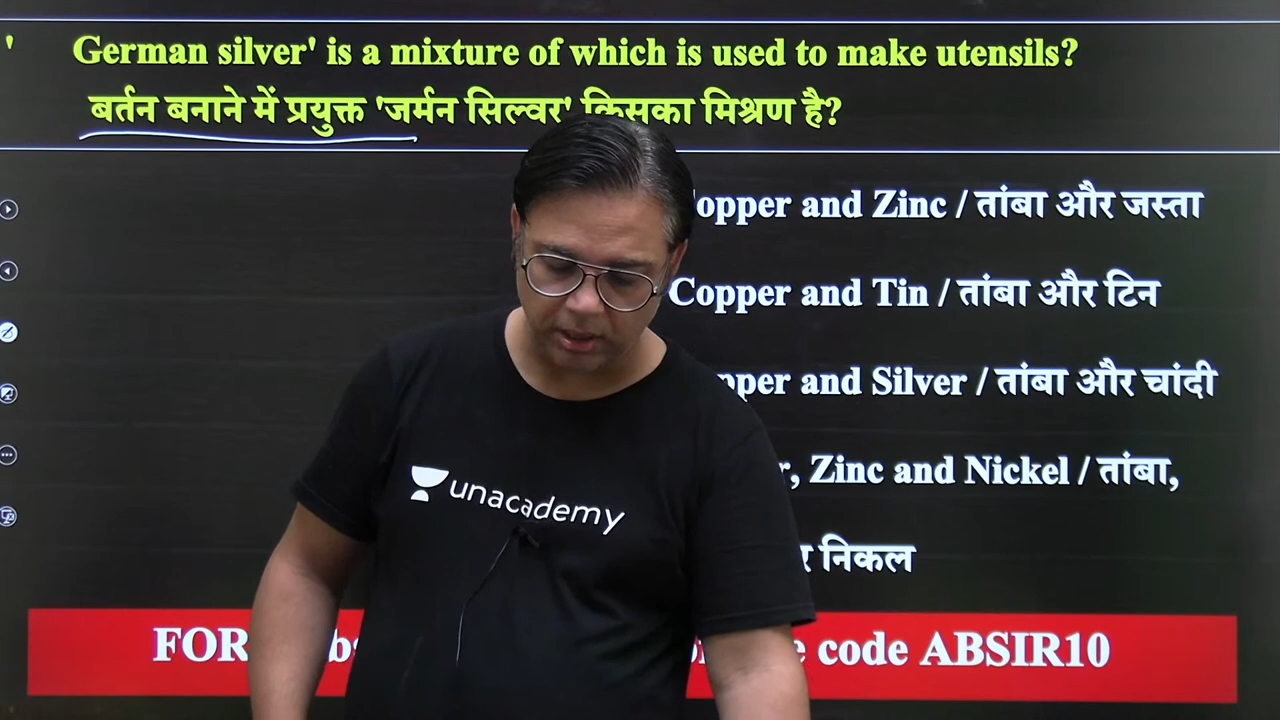 ' German silver' is a mixture of which is used to make utensils?
बर्तन बनाने में प्रयुक्त 'जर्मन सिल्वर' किसका मिश्रण है?
opper and Zinc / तांबा और जस्ता
Copper and Tin / तांबा और टिन
pper and Silver / तांबा और चांदी
, Zinc and Nickel / तांबा,
निकल
unacademy
FOR code ABSIR10